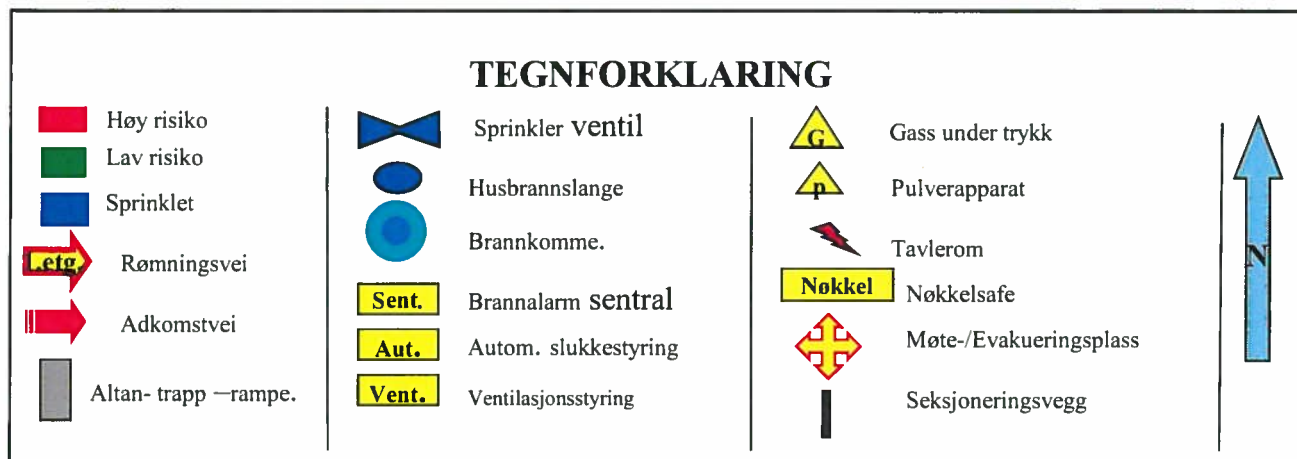 TEGNFORKLARING
Høy risiko
Lav risiko
Sprinklet
1.etg. Rømningsvei
Adkomstvei
Altan- trapp –rampe.
Sprinkler ventil
Husbrannslange
Brannkomme.
Sent. Brannalarm sentral
Aut. Autom. slukkestyring
Vent. Ventilasjonsstyring
G Gass under trykk
p Pulverapparat
Tavlerom
Nøkkel Nøkkelsafe
Møte-/Evakueringsplass
Seksjoneringsvegg
N